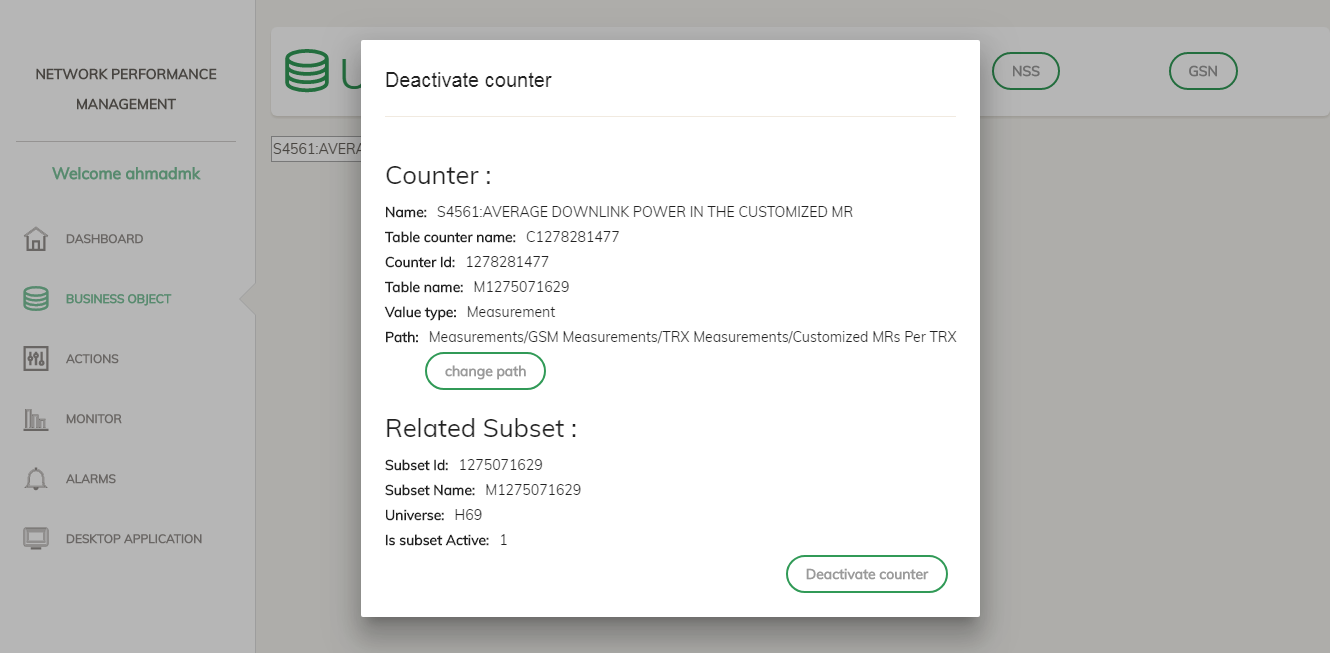 NETWORK PERFORMANCE
MANAGEMENT
Welcome ahmadmk
DASHBOARD
BUSINESS OBJECT
ACTIONS
MONITOR
ALARMS
DESKTOP APPLICATION
NSS
GSN
Deactivate counter
Counter :
Name: S4561:AVERAGE DOWNLINK POWER IN THE CUSTOMIZED MR
Table counter name: C1278281477
Counter Id: 1278281477
Table name: M1275071629
Value type: Measurement
Path: Measurements/GSM Measurements/TRX Measurements/Customized MRs Per TRX
change path
Related Subset :
Subset Id: 1275071629
Subset Name: M1275071629
Universe: H69
Is subset Active: 1
Deactivate counter